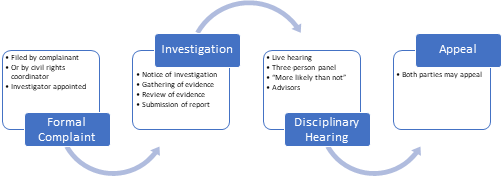 • Filed by complainant
• Or by civil rights
coordinator
• Investigator appointed
Formal
Complaint
Investigation
• Notice of investigation
• Gathering of evidence
• Review of evidence
• Submission of report
• Live hearing
• Three-person panel
• “More likely than not”
• Advisors
Disciplinary
Hearing
Appeal
• Both parties may appeal